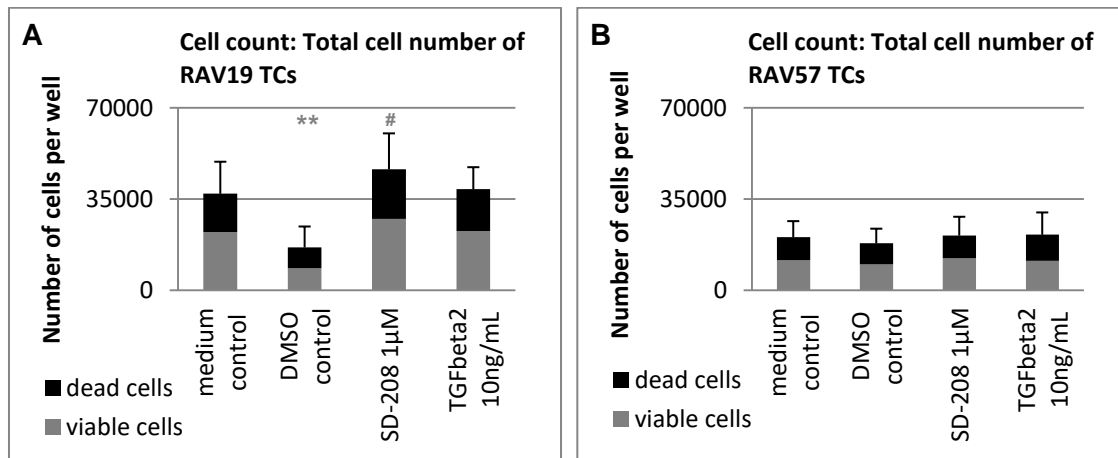 A
Cell count: Total cell number of
RAV19 TCs
Number of cells per well
70000
35000
0
**
#
medium
control
DMSO
control
SD-208 1µM
TGFbeta2
10ng/mL
dead cells
viable cells
B
Cell count: Total cell number of
RAV57 TCs
Number of cells per well
70000
35000
0
medium
control
DMSO
control
SD-208 1µM
TGFbeta2
10ng/mL
dead cells
viable cells